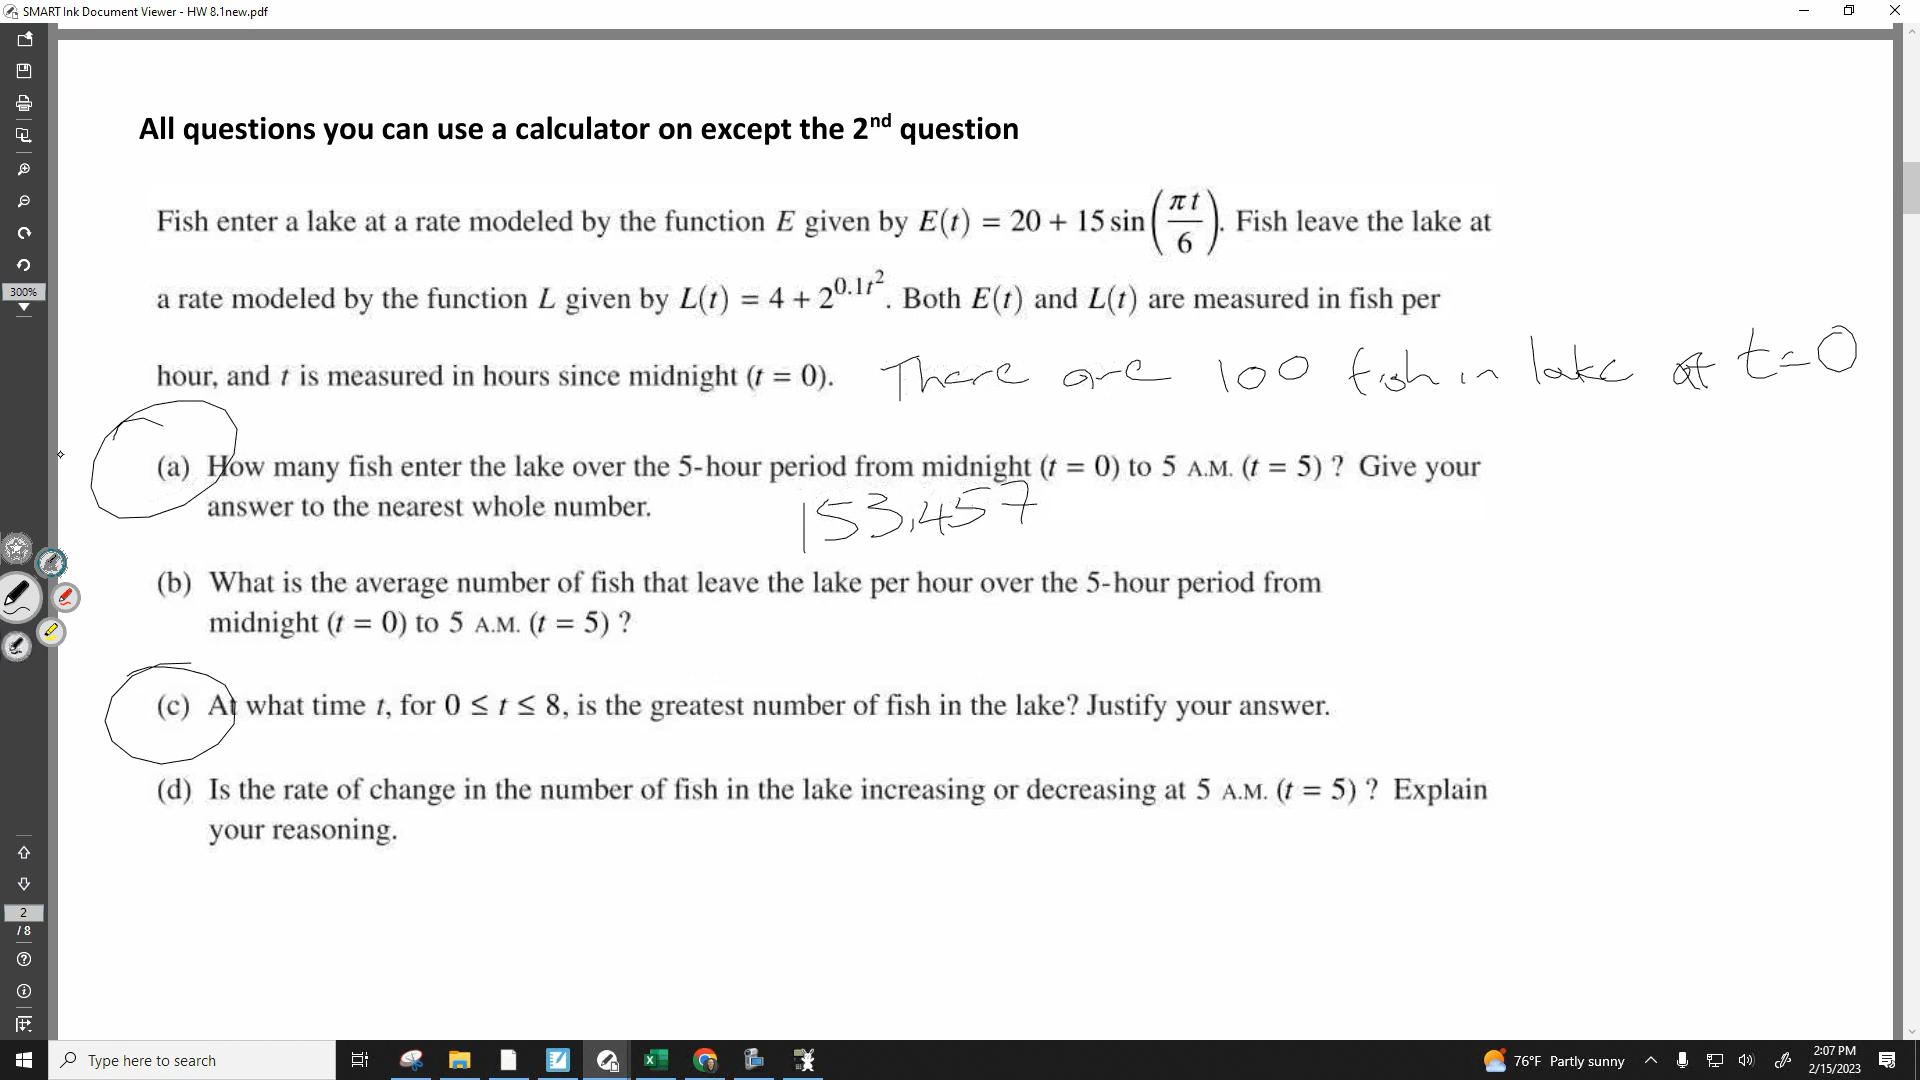 SMART Ink Document Viewer - HW 8.1new.pdf
All questions you can use a calculator on except the 2nd question
Fish enter a lake at a rate modeled by the function E given by E(t) = 20 + 15 sin(πt/6). Fish leave the lake at
a rate modeled by the function L given by L(t) = 4 + 2^(0.1t^2). Both E(t) and L(t) are measured in fish per
hour, and t is measured in hours since midnight (t = 0). There are 100 fish in lake at t=0
(a) How many fish enter the lake over the 5-hour period from midnight (t = 0) to 5 A.M. (t = 5) ? Give your
answer to the nearest whole number.
153.457
(b) What is the average number of fish that leave the lake per hour over the 5-hour period from
midnight (t = 0) to 5 A.M. (t = 5) ?
(c) At what time t, for 0 ≤ t ≤ 8, is the greatest number of fish in the lake? Justify your answer.
(d) Is the rate of change in the number of fish in the lake increasing or decreasing at 5 A.M. (t = 5) ? Explain
your reasoning.
300%
2
/ 8
Type here to search
76°F Partly sunny
2:07 PM
2/15/2023